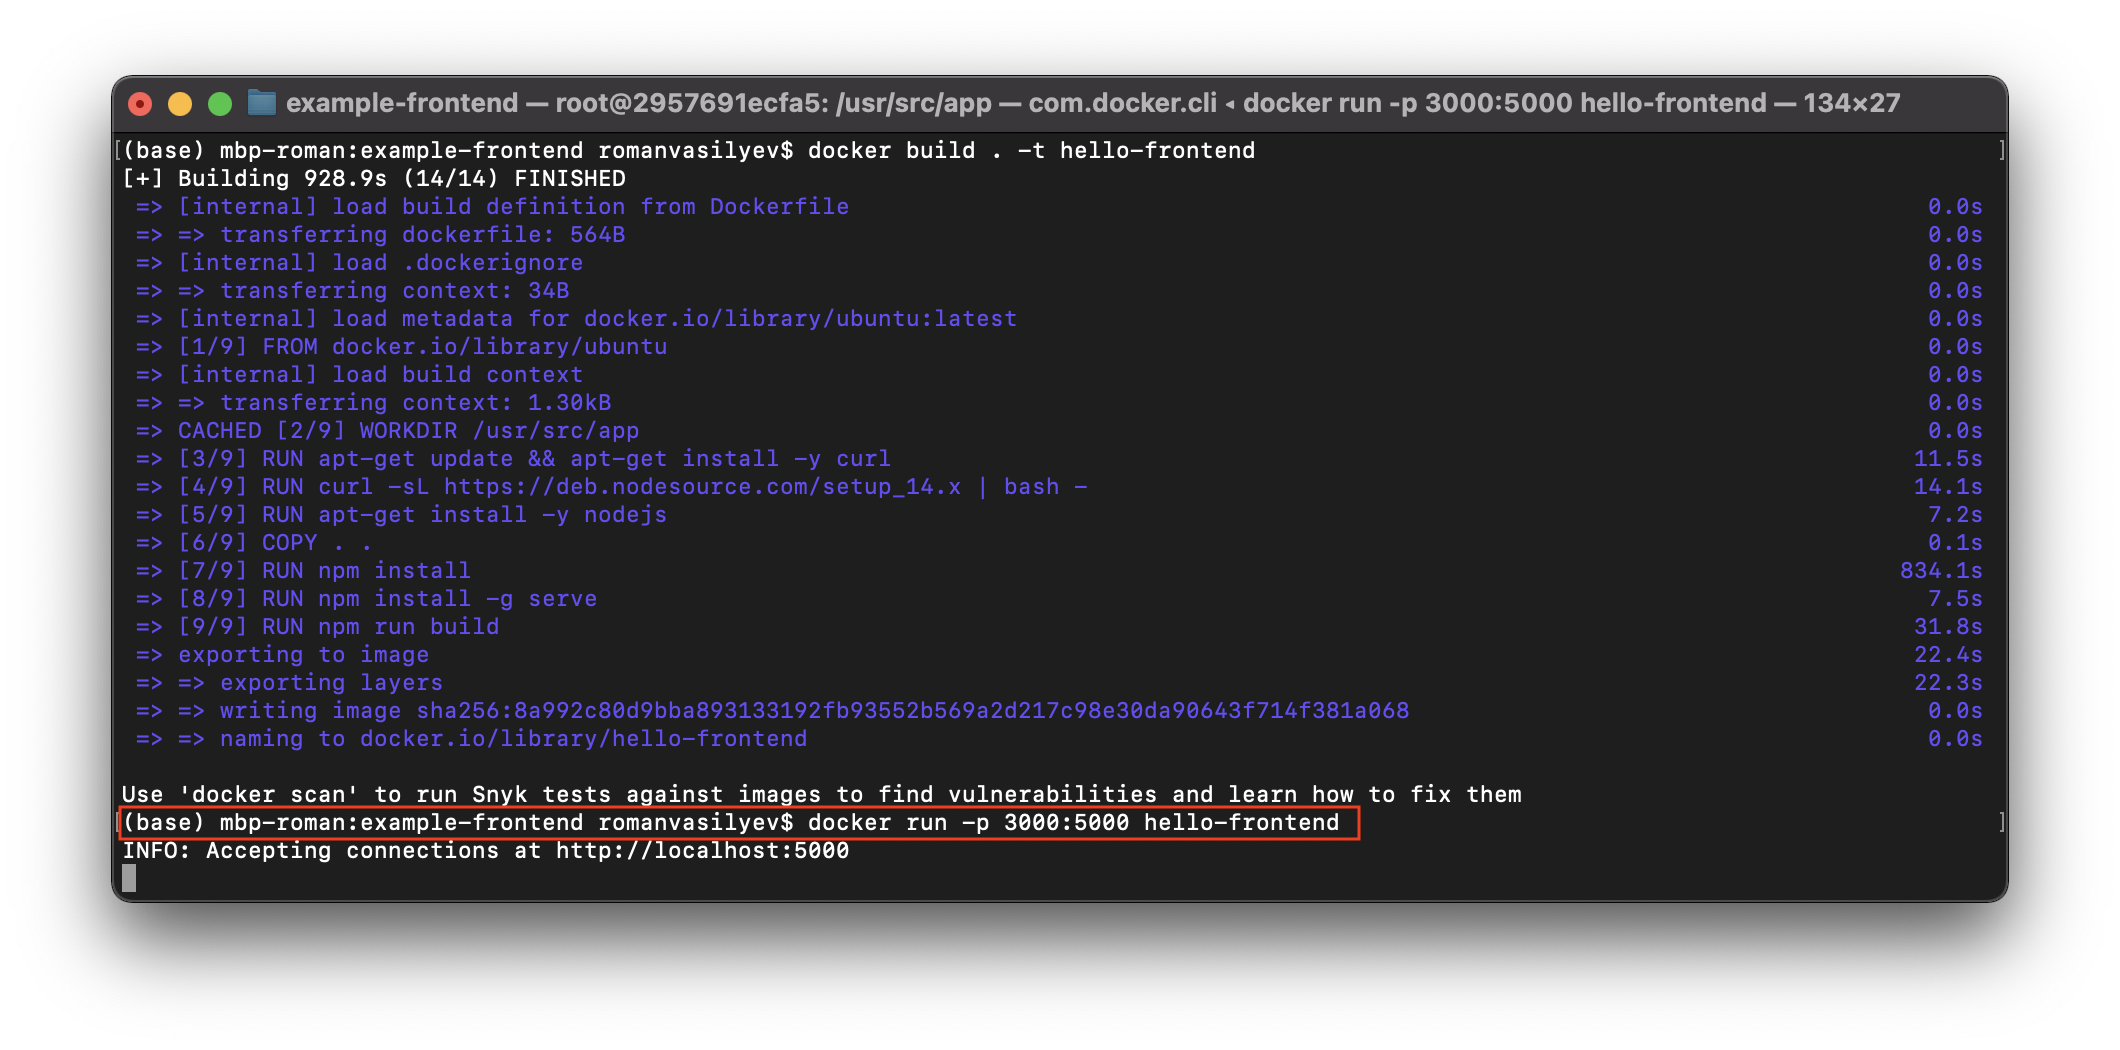 example-frontend — root@2957691ecfa5: /usr/src/app — com.docker.cli ◂ docker run -p 3000:5000 hello-frontend — 134×27
[(base) mbp-roman:example-frontend romanvasilyev$ docker build . -t hello-frontend ]
[+] Building 928.9s (14/14) FINISHED
=> [internal] load build definition from Dockerfile 0.0s
=> => transferring dockerfile: 564B 0.0s
=> [internal] load .dockerignore 0.0s
=> => transferring context: 34B 0.0s
=> [internal] load metadata for docker.io/library/ubuntu:latest 0.0s
=> [1/9] FROM docker.io/library/ubuntu 0.0s
=> [internal] load build context 0.0s
=> => transferring context: 1.30kB 0.0s
=> CACHED [2/9] WORKDIR /usr/src/app 0.0s
=> [3/9] RUN apt-get update && apt-get install -y curl 11.5s
=> [4/9] RUN curl -sL https://deb.nodesource.com/setup_14.x | bash - 14.1s
=> [5/9] RUN apt-get install -y nodejs 7.2s
=> [6/9] COPY . . 0.1s
=> [7/9] RUN npm install 834.1s
=> [8/9] RUN npm install -g serve 7.5s
=> [9/9] RUN npm run build 31.8s
=> exporting to image 22.4s
=> => exporting layers 22.3s
=> => writing image sha256:8a992c80d9bba893133192fb93552b569a2d217c98e30da90643f714f381a068 0.0s
=> => naming to docker.io/library/hello-frontend 0.0s
Use 'docker scan' to run Snyk tests against images to find vulnerabilities and learn how to fix them
[(base) mbp-roman:example-frontend romanvasilyev$ docker run -p 3000:5000 hello-frontend ]
INFO: Accepting connections at http://localhost:5000